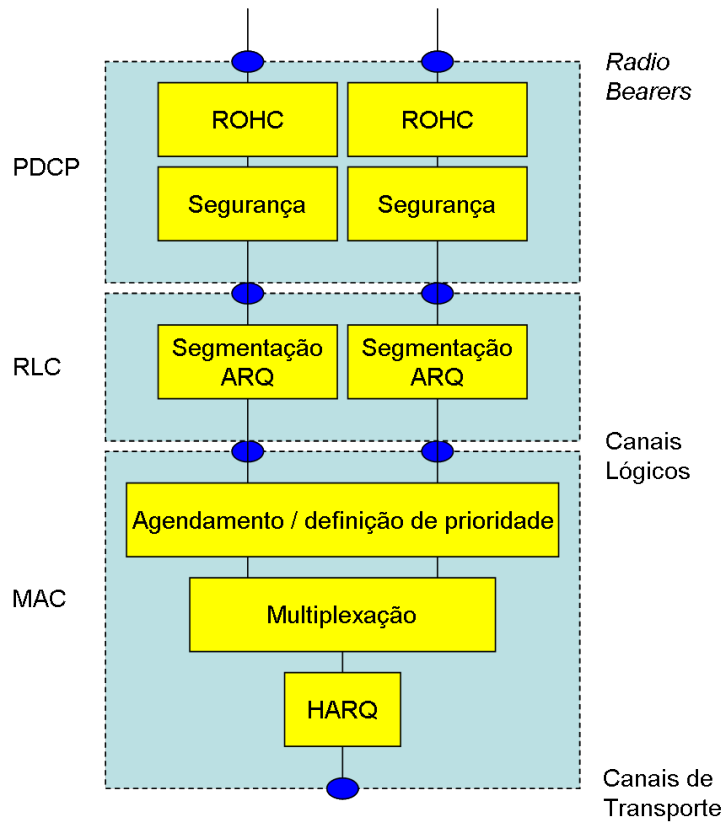 Radio
Bearers
PDCP
ROHC
ROHC
Segurança
Segurança
RLC
Segmentação
ARQ
Segmentação
ARQ
Canais
Lógicos
MAC
Agendamento / definição de prioridade
Multiplexação
HARQ
Canais de
Transporte